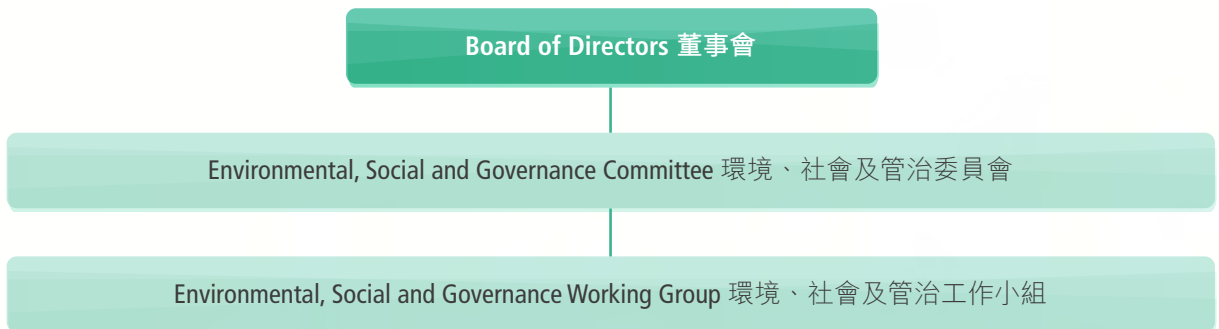 Board of Directors 董事會
Environmental, Social and Governance Committee 環境、社會及管治委員會
Environmental, Social and Governance Working Group 環境、社會及管治工作小組